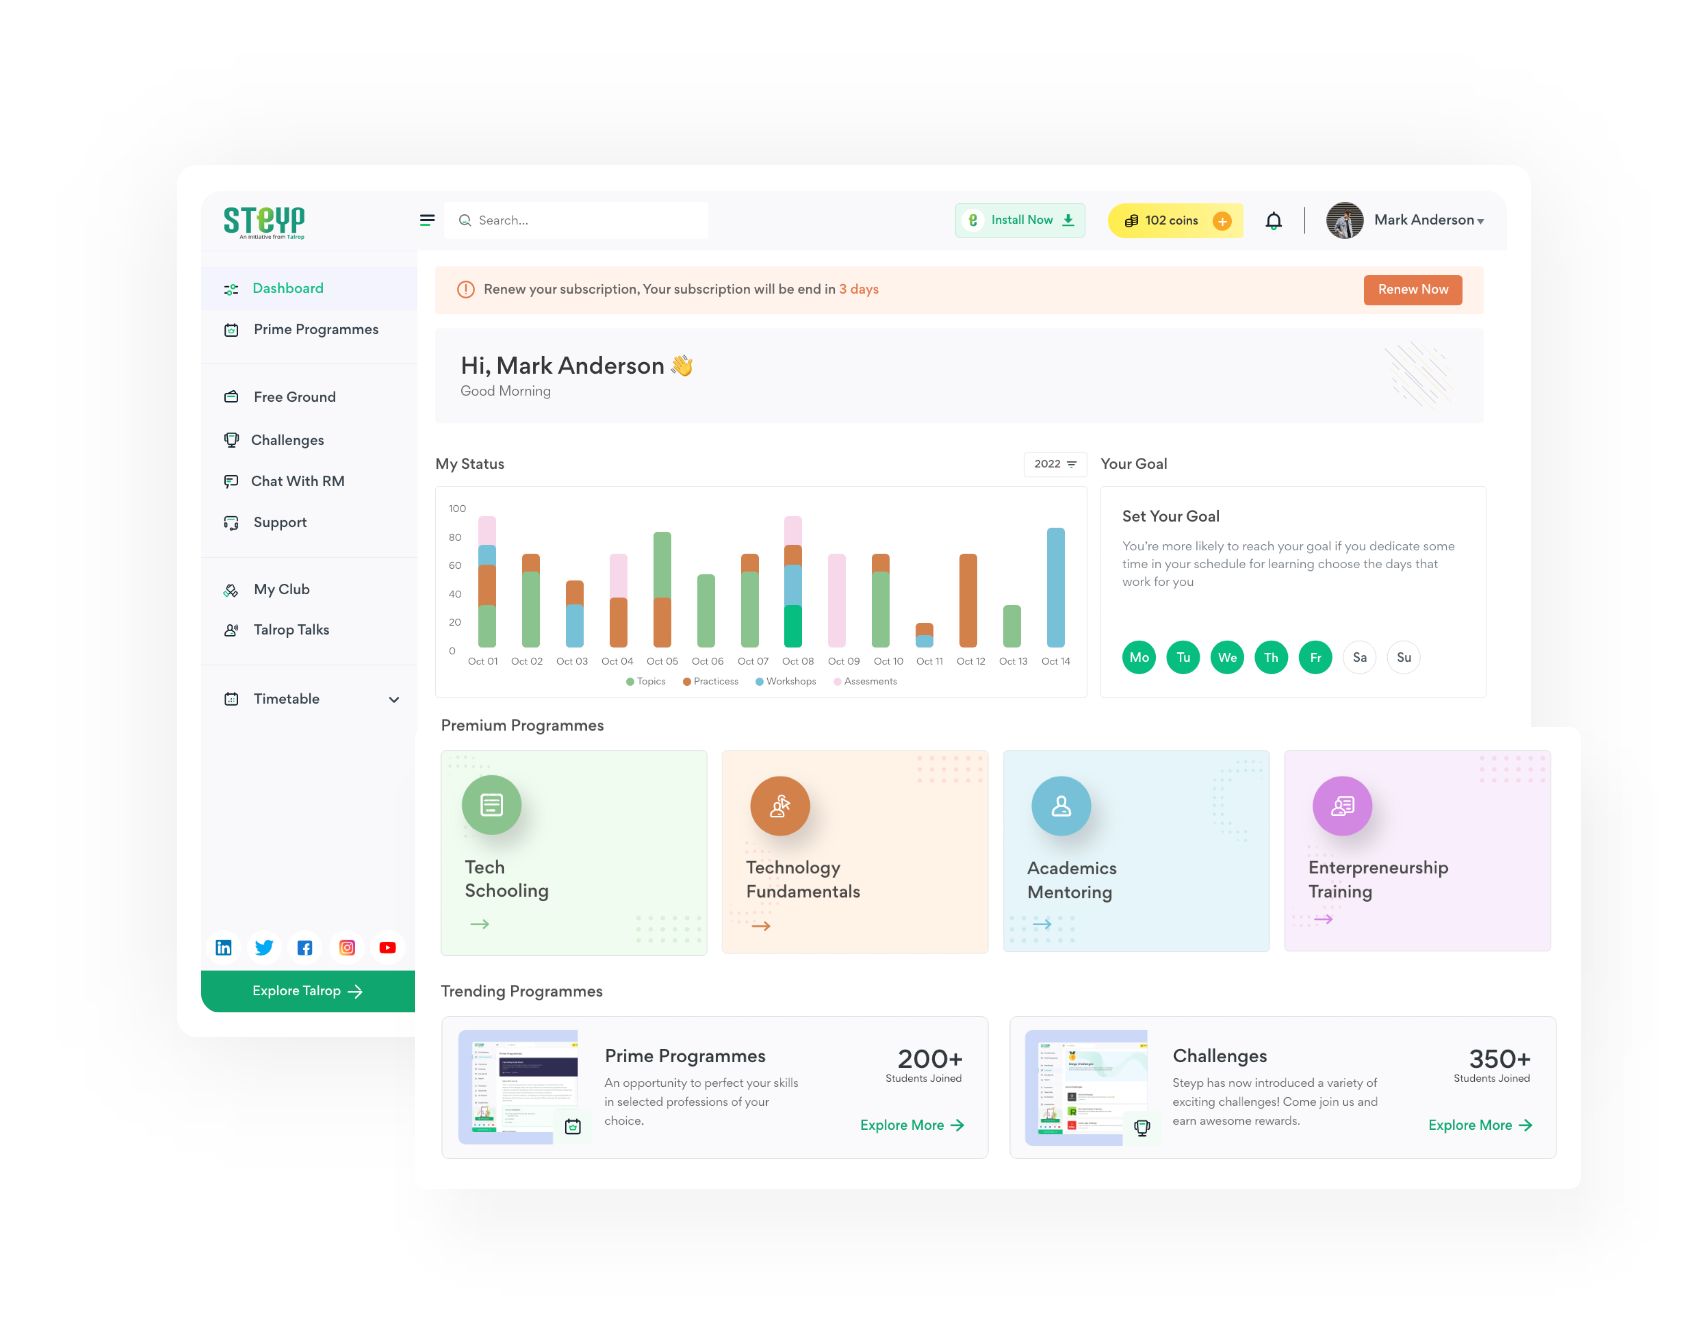 STeYP
An Initiative from Talrop
Search...
Install Now
102 coins
Mark Anderson
Dashboard
Prime Programmes
Free Ground
Challenges
Chat With RM
Support
My Club
Talrop Talks
Timetable
Explore Talrop
Renew your subscription, Your subscription will be end in 3 days
Renew Now
Hi, Mark Anderson 👋
Good Morning
My Status
2022
100
80
60
40
20
0
Oct 01 Oct 02 Oct 03 Oct 04 Oct 05 Oct 06 Oct 07 Oct 08 Oct 09 Oct 10 Oct 11 Oct 12 Oct 13 Oct 14
Topics Practicess Workshops Assesments
Your Goal
Set Your Goal
You're more likely to reach your goal if you dedicate some
time in your schedule for learning choose the days that
work for you
Mo Tu We Th Fr Sa Su
Premium Programmes
Tech
Schooling
Technology
Fundamentals
Academics
Mentoring
Enterpreneurship
Training
Trending Programmes
Prime Programmes
An opportunity to perfect your skills
in selected professions of your
choice.
200+
Students Joined
Explore More
Challenges
Steyp has now introduced a variety of
exciting challenges! Come join us and
earn awesome rewards.
350+
Students Joined
Explore More